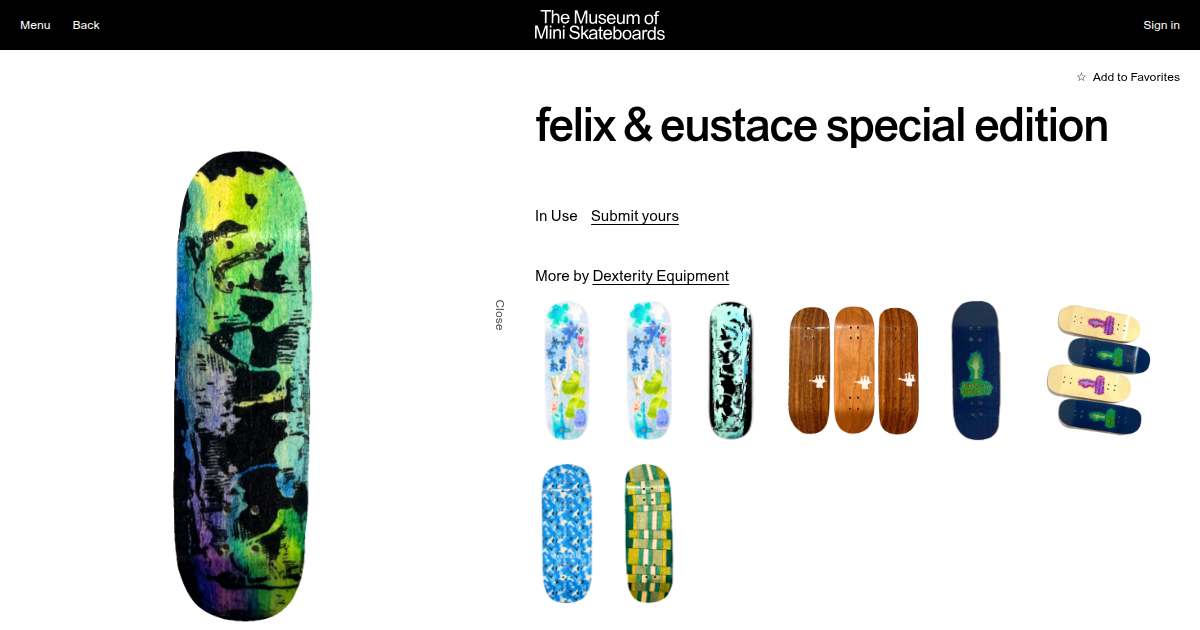 Menu
Back
The Museum of
Mini Skateboards
Sign in
☆ Add to Favorites
felix & eustace special edition
In Use Submit yours
Close
More by Dexterity Equipment